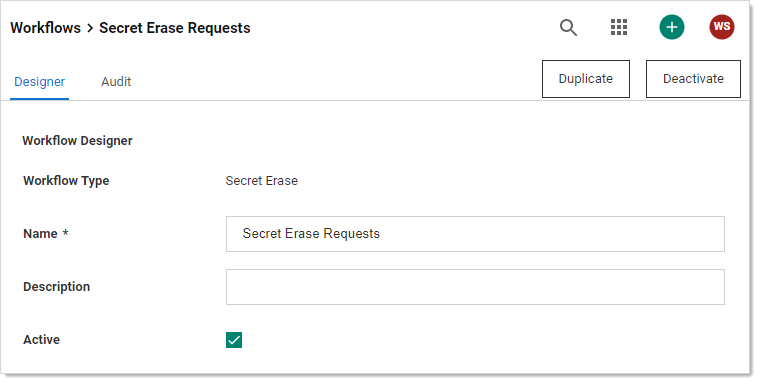 Workflows > Secret Erase Requests
WS
Designer
Audit
Duplicate
Deactivate
Workflow Designer
Workflow Type
Secret Erase
Name *
Secret Erase Requests
Description
Active